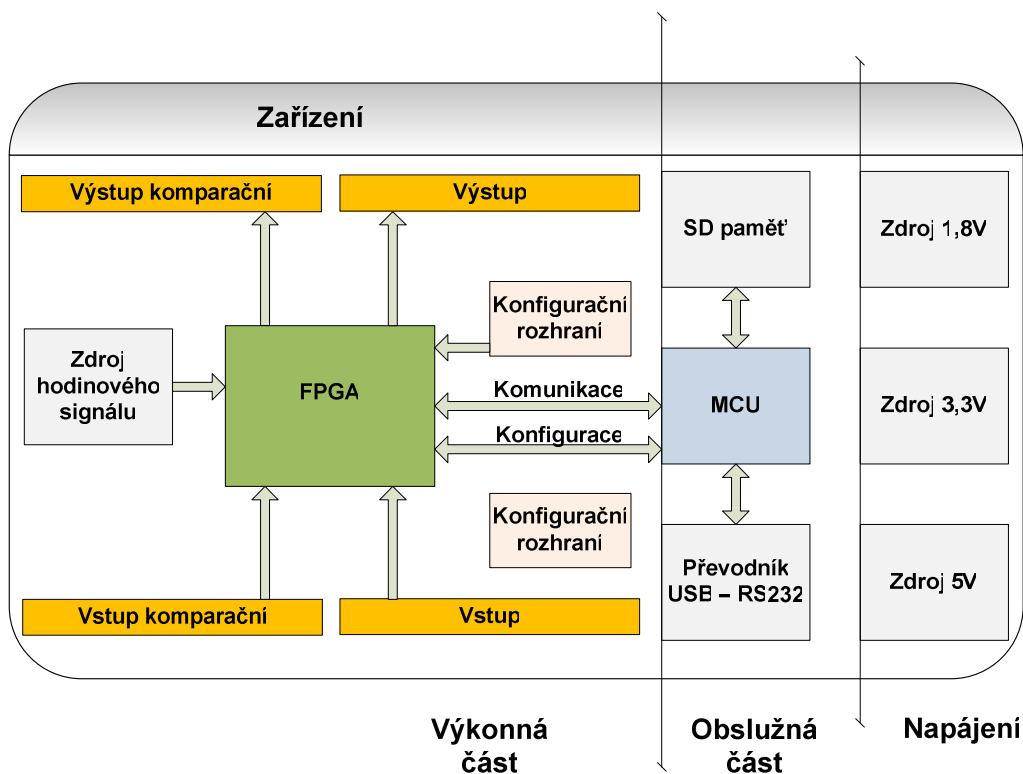 Zařízení
Výstup komparační
Výstup
SD paměť
Zdroj 1,8V
Konfigurační
rozhraní
Zdroj
hodinového
signálu
FPGA
Komunikace
Konfigurace
MCU
Zdroj 3,3V
Konfigurační
rozhraní
Převodník
USB – RS232
Zdroj 5V
Vstup komparační
Vstup
Výkonná
část
Obslužná
část
Napájení